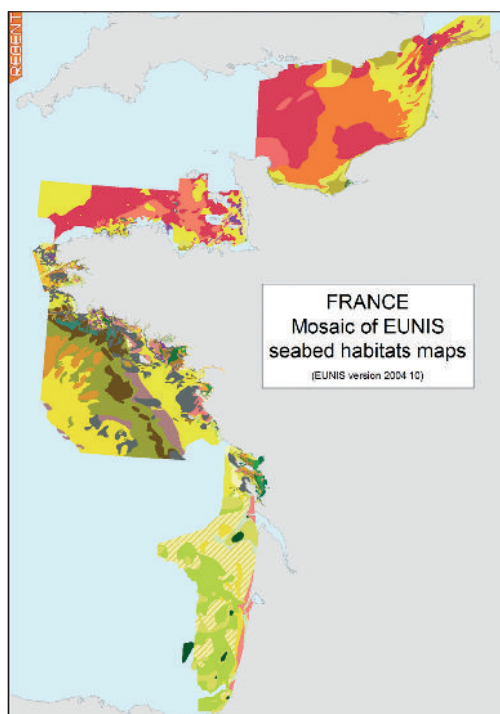 REBENT
FRANCE
Mosaic of EUNIS
seabed habitats maps
(EUNIS version 2004 10)